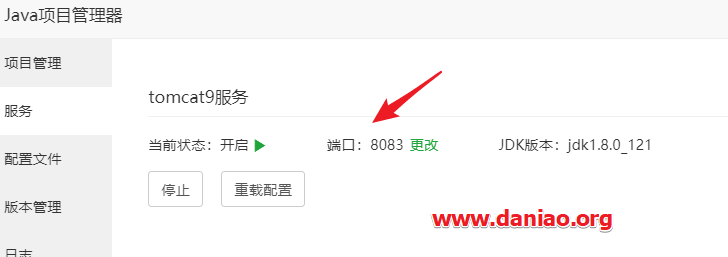 Java项目管理器
项目管理
服务
配置文件
版本管理
日志
tomcat9服务
当前状态：开启
端口：8083 更改
JDK版本：jdk1.8.0_121
停止
重载配置
www.daniao.org